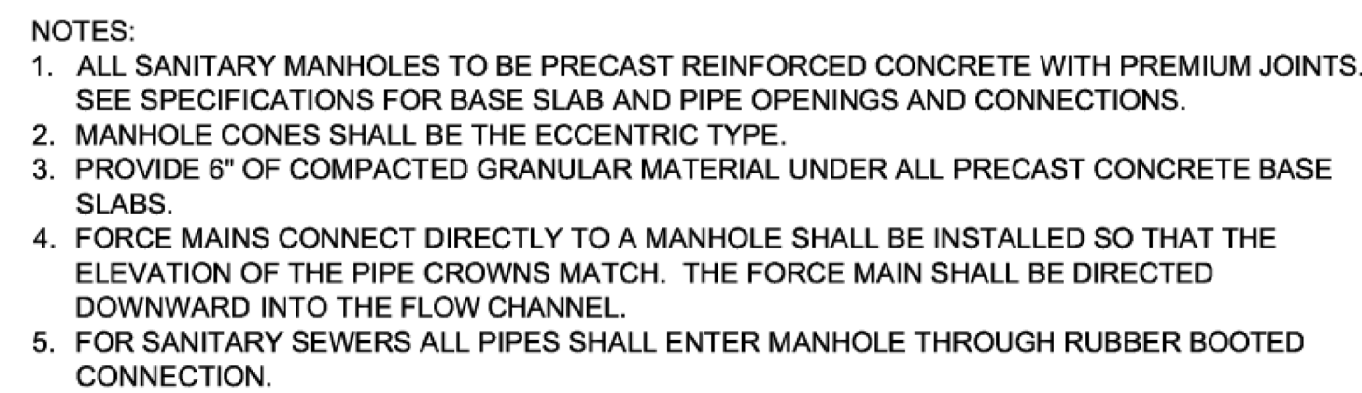 NOTES:
1. ALL SANITARY MANHOLES TO BE PRECAST REINFORCED CONCRETE WITH PREMIUM JOINTS.
SEE SPECIFICATIONS FOR BASE SLAB AND PIPE OPENINGS AND CONNECTIONS.
2. MANHOLE CONES SHALL BE THE ECCENTRIC TYPE.
3. PROVIDE 6" OF COMPACTED GRANULAR MATERIAL UNDER ALL PRECAST CONCRETE BASE
SLABS.
4. FORCE MAINS CONNECT DIRECTLY TO A MANHOLE SHALL BE INSTALLED SO THAT THE
ELEVATION OF THE PIPE CROWNS MATCH. THE FORCE MAIN SHALL BE DIRECTED
DOWNWARD INTO THE FLOW CHANNEL.
5. FOR SANITARY SEWERS ALL PIPES SHALL ENTER MANHOLE THROUGH RUBBER BOOTED
CONNECTION.